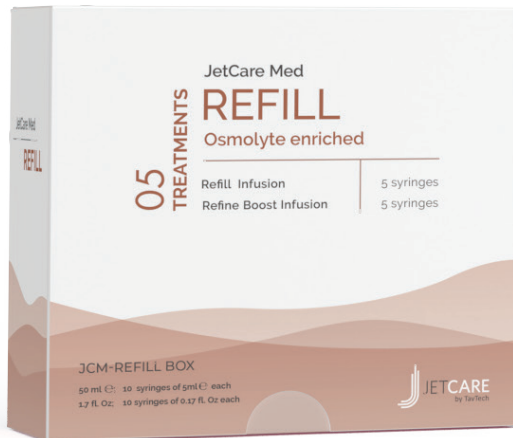 JetCare Med
REFILL
Osmolyte enriched
05
TREATMENTS
Refill Infusion 5 syringes
Refine Boost Infusion 5 syringes
JetCare Med
REFILL
JCM-REFILL BOX
50 ml ℮; 10 syringes of 5ml ℮ each
1.7 fl. Oz; 10 syringes of 0.17 fl. Oz each
JETCARE
by TavTech